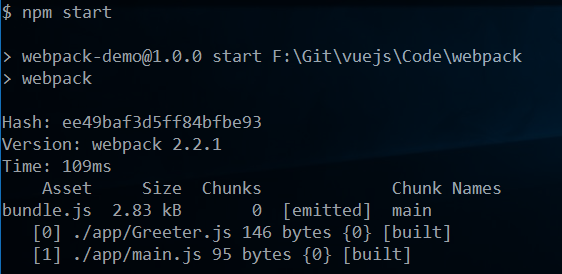 $ npm start
> webpack-demo@1.0.0 start F:\Git\vuejs\Code\webpack
> webpack
Hash: ee49baf3d5ff84bfbe93
Version: webpack 2.2.1
Time: 109ms
    Asset     Size  Chunks             Chunk Names
bundle.js  2.83 kB       0  [emitted]  main
   [0] ./app/Greeter.js 146 bytes {0} [built]
   [1] ./app/main.js 95 bytes {0} [built]